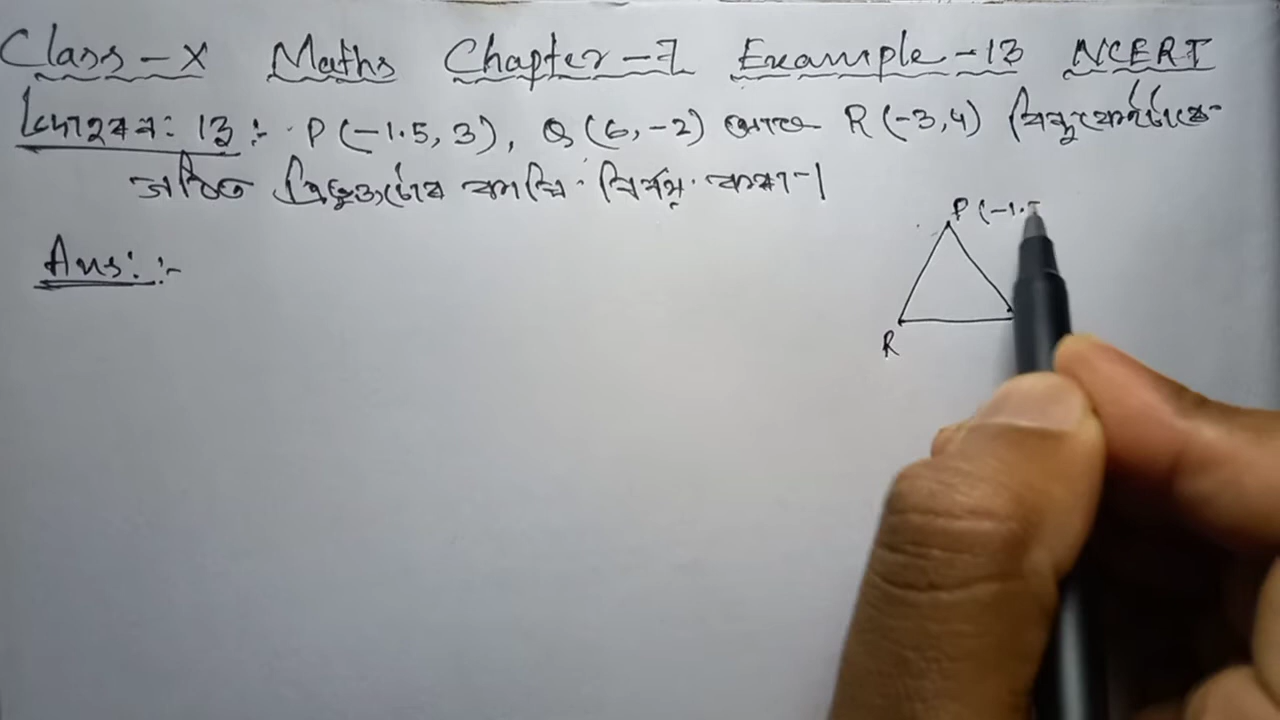 Class - X Maths Chapter - 7 Example - 13 NCERT
উদাহৰণ: 13 :- P(-1.5, 3), Q(6, -2) আৰু R(-3, 4)
গঠিত ত্ৰিভুজটোৰ কালি নিৰ্ণয় কৰা।
P(-1.5
Ans:-
R